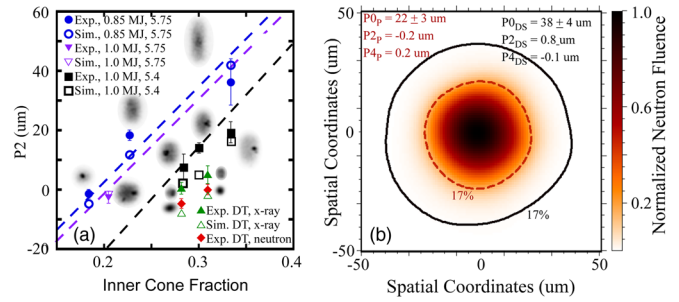 Exp., 0.85 MJ, 5.75
Sim., 0.85 MJ, 5.75
Exp., 1.0 MJ, 5.75
Sim., 1.0 MJ, 5.75
Exp., 1.0 MJ, 5.4
Sim., 1.0 MJ, 5.4
60
40
20
0
-20
P2 (um)
(a)
Exp. DT, x-ray
Sim. DT, x-ray
Exp. DT, neutron
0.2
0.3
0.4
Inner Cone Fraction
P0P = 22 ± 3 um
P2P = -0.2 um
P4P = 0.2 um
P0DS = 38 ± 4 um
P2DS = 0.8 um
P4DS = -0.1 um
50
0
-50
Spatial Coordinates (um)
17%
17%
(b)
-50
0
50
Spatial Coordinates (um)
1.0
0.6
0.2
Normalized Neutron Fluence